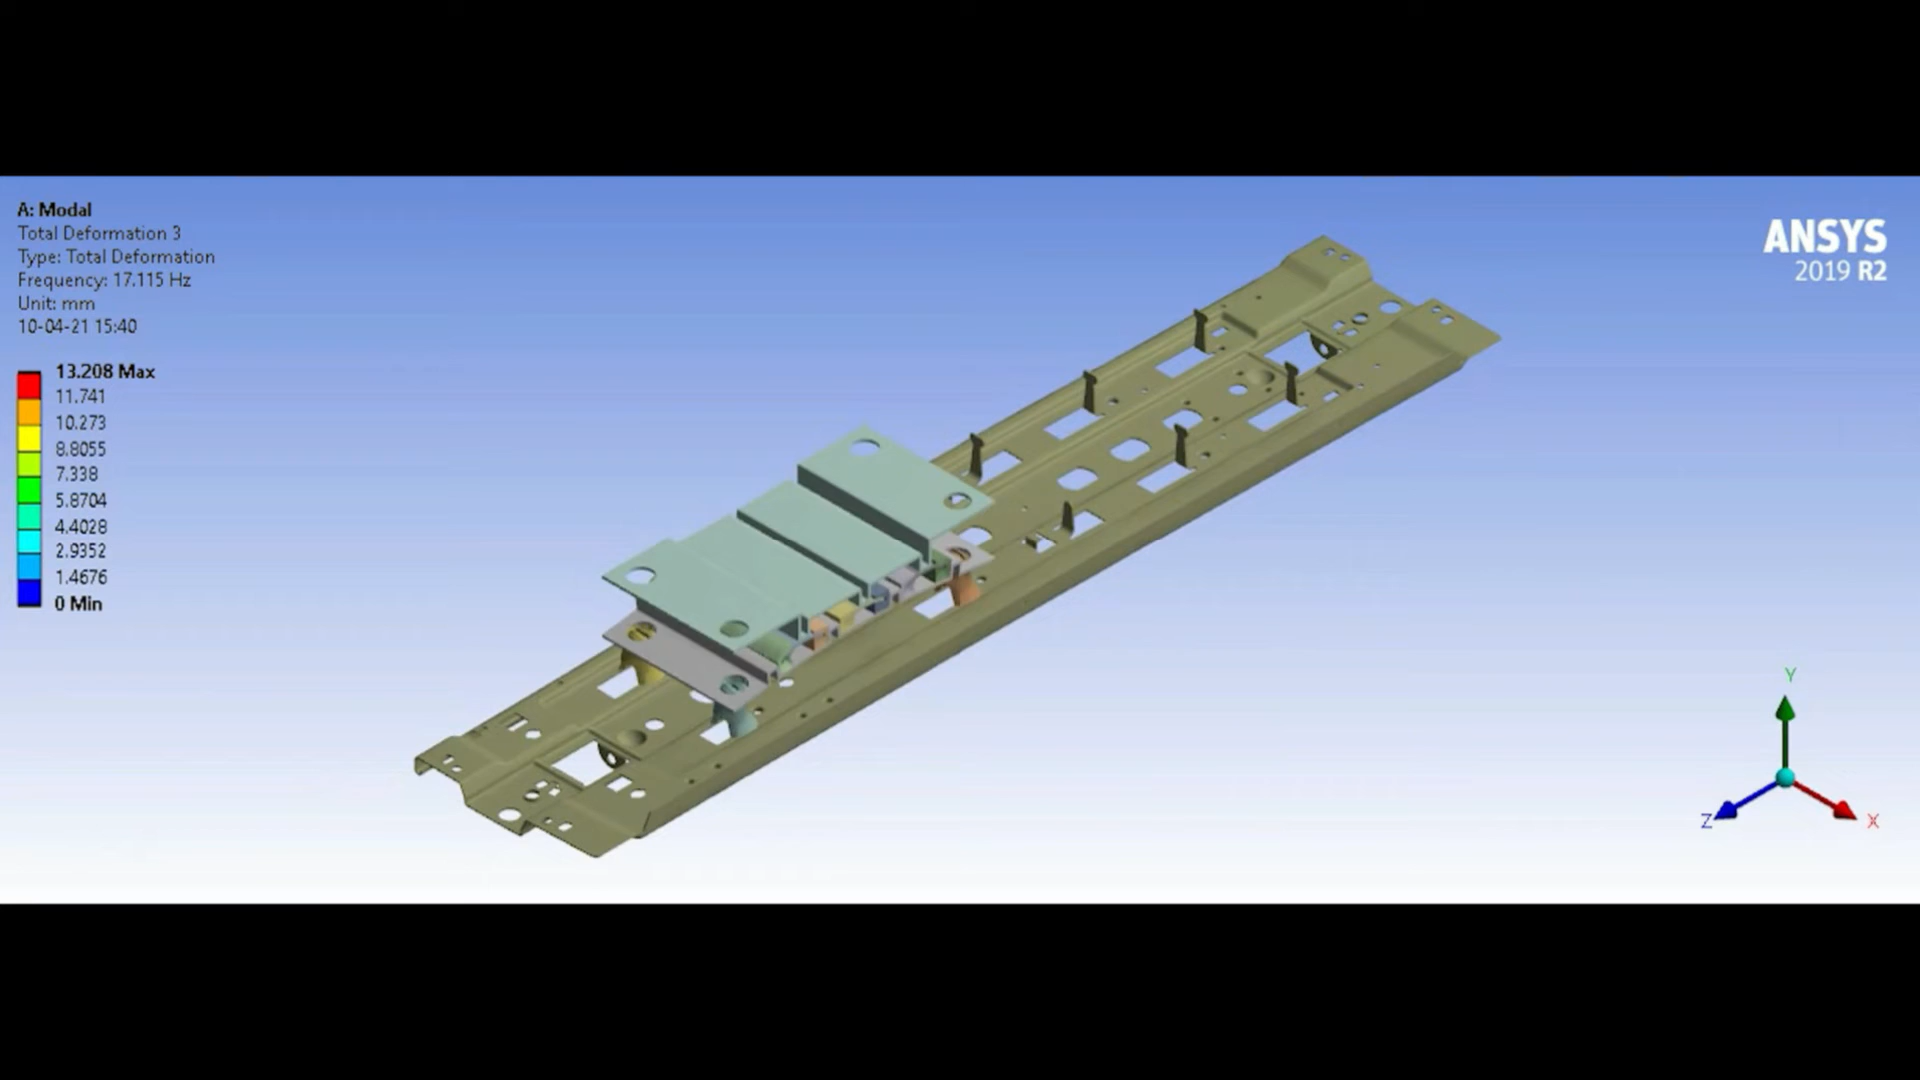 A: Modal
Total Deformation 3
Type: Total Deformation
Frequency: 17.115 Hz
Unit: mm
10-04-21 15:40
13.208 Max
11.741
10.273
8.8055
7.338
5.8704
4.4028
2.9352
1.4676
0 Min
ANSYS
2019 R2
Y
Z
X